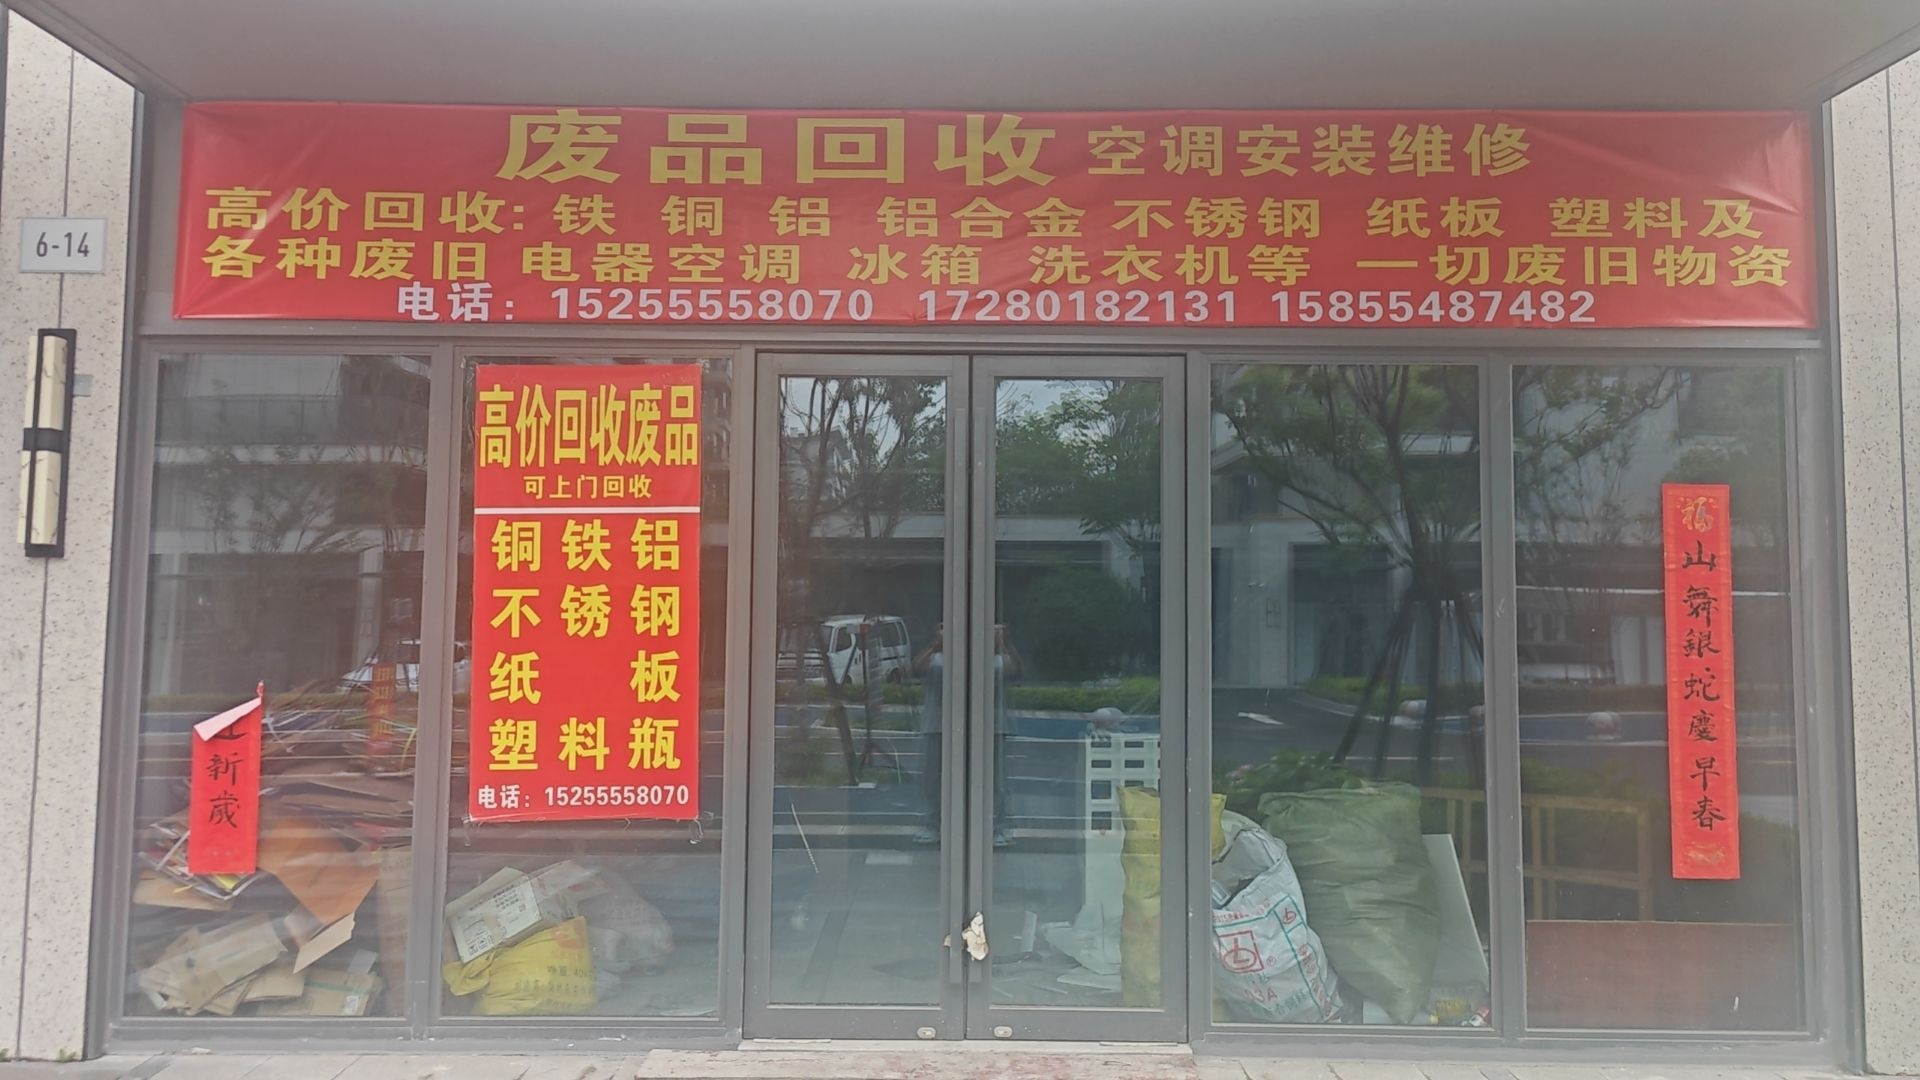 废品回收 空调安装维修
高价回收: 铁 铜 铝 铝合金 不锈钢 纸板 塑料及
各种废旧 电器空调 冰箱 洗衣机等 一切废旧物资
电话: 15255558070 17280182131 15855487482
6-14
高价回收废品
可上门回收
铜铁铝
不锈钢
纸板
塑料瓶
电话: 15255558070
新歲
福
山舞銀蛇慶早春